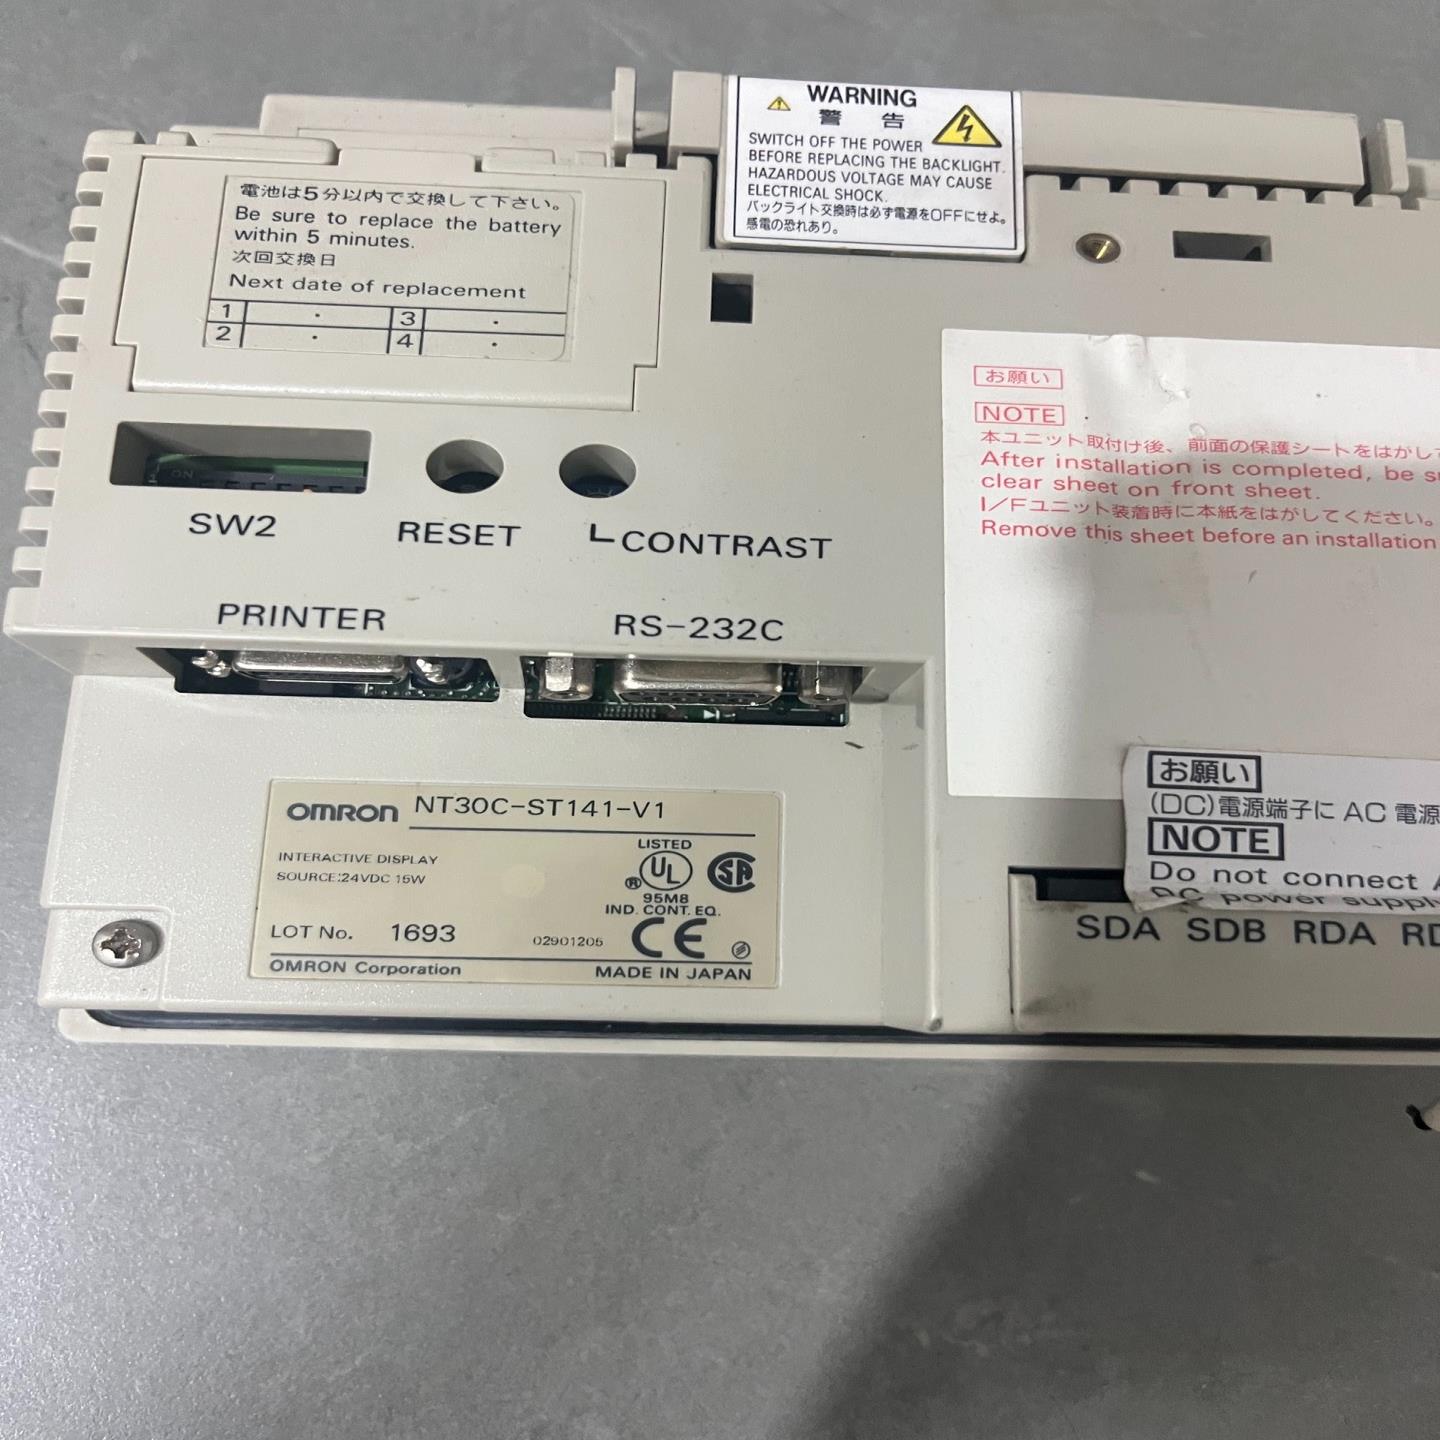 WARNING
警告
SWITCH OFF THE POWER
BEFORE REPLACING THE BACKLIGHT.
HAZARDOUS VOLTAGE MAY CAUSE
ELECTRICAL SHOCK.
バックライト交換時は必ず電源をOFFにせよ。
感電の恐れあり。
電池は5分以内で交換して下さい。
Be sure to replace the battery
within 5 minutes.
次回交換日
Next date of replacement
1 . 3 .
2 . 4 .
お願い
NOTE
本ユニット取付け後、前面の保護シートをはがして
After installation is completed, be
clear sheet on front sheet.
I/Fユニット装着時に本紙をはがしてください。
Remove this sheet before an installation
1 ON
SW2
RESET
CONTRAST
PRINTER
RS-232C
OMRON NT30C-ST141-V1
INTERACTIVE DISPLAY
SOURCE:24VDC 15W
LISTED
UL
®
95M8
IND. CONT. EQ.
LOT No. 1693
02901205
CE
OMRON Corporation
MADE IN JAPAN
お願い
(DC)電源端子に AC 電源
NOTE
Do not connect
DC power supply
SDA SDB RDA